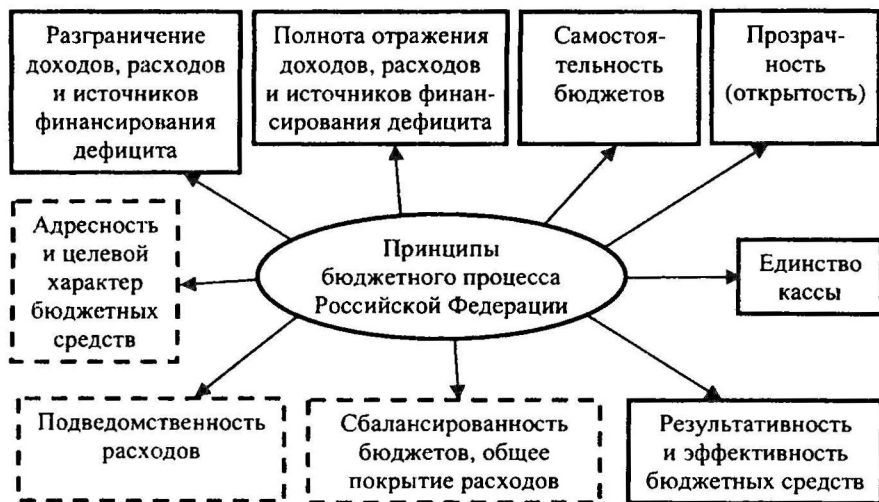 Разграничение
доходов, расходов
и источников
финансирования
дефицита
Полнота отражения
доходов, расходов
и источников финан-
сирования дефицита
Самостоя-
тельность
бюджетов
Прозрач-
ность
(открытость)
Адресность
и целевой
характер
бюджетных
средств
Принципы
бюджетного процесса
Российской Федерации
Единство
кассы
Подведомственность
расходов
Сбалансированность
бюджетов, общее
покрытие расходов
Результативность
и эффективность
бюджетных средств